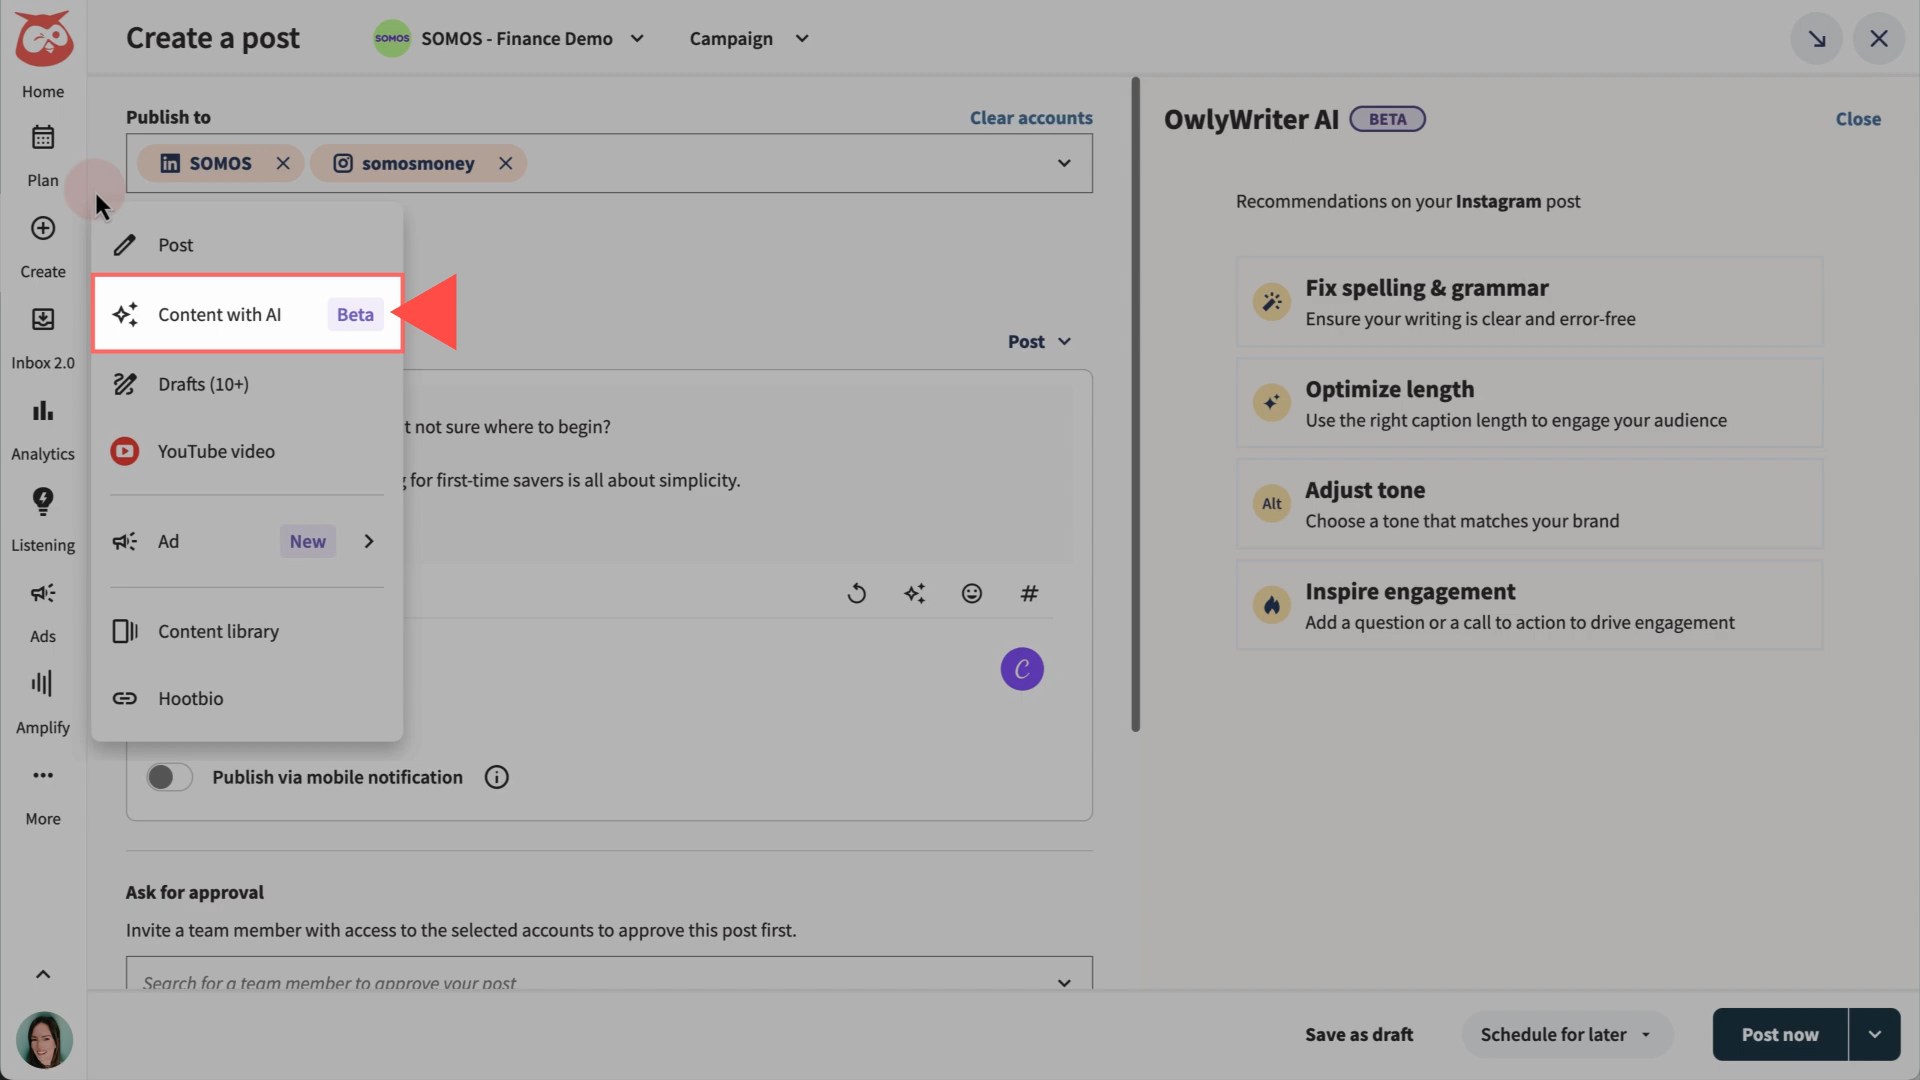 Create a post
SOMOS
SOMOS - Finance Demo
Campaign
Home
Plan
Create
Inbox 2.0
Analytics
Listening
Ads
Amplify
More
Publish to
Clear accounts
SOMOS
somosmoney
Post
Content with AI
Beta
Drafts (10+)
YouTube video
Ad
New
Content library
Hootbio
Post
t not sure where to begin?
for first-time savers is all about simplicity.
#
C
Publish via mobile notification
Ask for approval
Invite a team member with access to the selected accounts to approve this post first.
Search for a team member to approve your post
OwlyWriter AI
BETA
Close
Recommendations on your Instagram post
Fix spelling & grammar
Ensure your writing is clear and error-free
Optimize length
Use the right caption length to engage your audience
Alt
Adjust tone
Choose a tone that matches your brand
Inspire engagement
Add a question or a call to action to drive engagement
Save as draft
Schedule for later
Post now